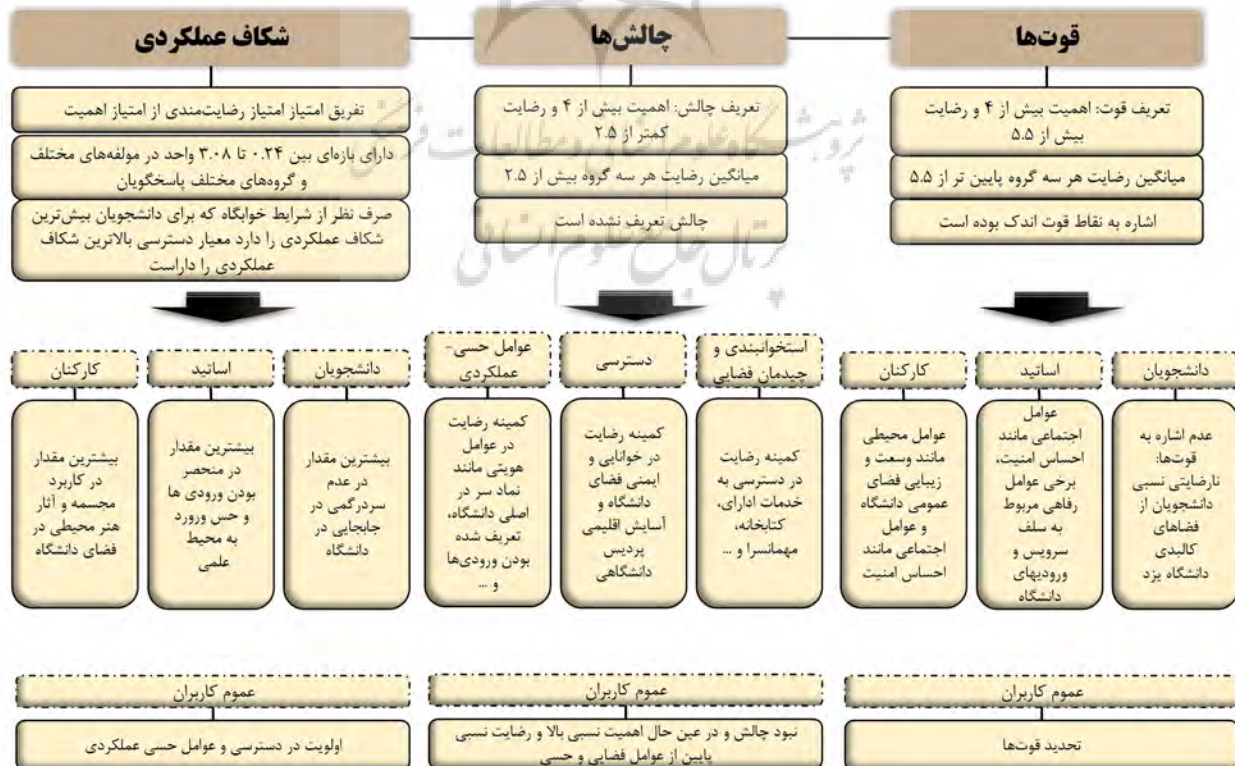 قوت‌ها
تعریف قوت: اهمیت بیش از ۴ و رضایت
بیش از ۵.۵
میانگین رضایت هر سه گروه پایین تر از ۵.۵
اشاره به نقاط قوت اندک بوده است
دانشجویان
عدم اشاره به
قوت‌ها:
نارضایتی نسبی
دانشجویان از
فضاهای
کالبدی
دانشگاه یزد
اساتید
عوامل
اجتماعی مانند
احساس امنیت،
برخی عوامل
رفاهی مربوط
به سلف
سرویس و
ورودیهای
دانشگاه
کارکنان
عوامل محیطی
مانند وسعت و
زیبایی فضای
عمومی دانشگاه
و عوامل
اجتماعی مانند
احساس امنیت
عموم کاربران
تحدید قوت‌ها
چالش‌ها
تعریف چالش: اهمیت بیش از ۴ و رضایت
کمتر از ۲.۵
میانگین رضایت هر سه گروه بیش از ۲.۵
چالش تعریف نشده است
استخوانبندی و
چیدمان فضایی
کمینه رضایت
در دسترسی به
خدمات ادارای،
کتابخانه،
مهمانسرا و ...
دسترسی
کمینه رضایت
در خوانایی و
ایمنی فضای
دانشگاه و
آسایش اقلیمی
پردیس
دانشگاهی
عوامل حسی-
عملکردی
کمینه رضایت
در عوامل
هویتی مانند
نماد سر در
اصلی دانشگاه،
تعریف شده
بودن ورودی‌ها
و ...
عموم کاربران
نبود چالش و در عین حال اهمیت نسبی بالا و رضایت نسبی
پایین از عوامل فضایی و حسی
شکاف عملکردی
تفریق امتیاز امتیاز رضایت‌مندی از امتیاز اهمیت
دارای بازه‌ای بین ۰.۲۴ تا ۳.۰۸ واحد در مولفه‌های مختلف
و گروه‌های مختلف پاسخگویان
صرف نظر از شرایط خوابگاه که برای دانشجویان بیش‌ترین
شکاف عملکردی را دارد معیار دسترسی بالاترین شکاف
عملکردی را داراست
دانشجویان
بیشترین مقدار
در عدم
سردرگمی در
جابجایی در
دانشگاه
اساتید
بیشترین مقدار
در منحصر
بودن ورودی ها
و حس ورورد
به محیط
علمی
کارکنان
بیشترین مقدار
در کاربرد
مجسمه و آثار
هنر محیطی در
فضای دانشگاه
عموم کاربران
اولویت در دسترسی و عوامل حسی عملکردی
پژوهشگاه علوم انسانی و مطالعات فرهنگی
پرتال جامع علوم انسانی